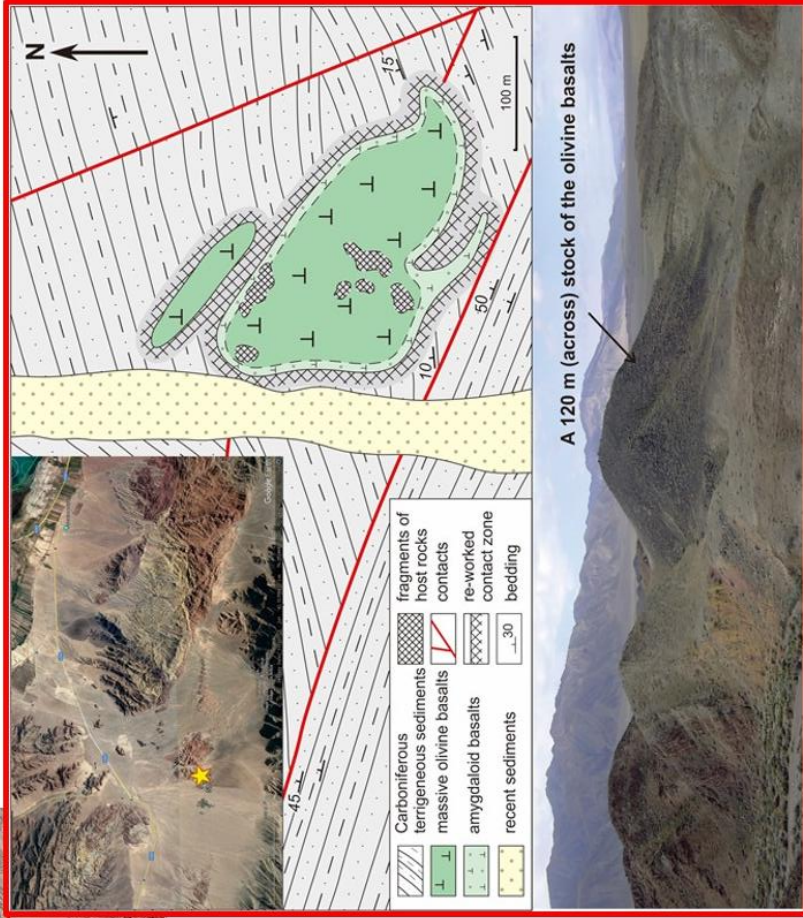 N
Google Earth
45
15
10
50
100 m
Carboniferous
terrigeneous sediments
massive olivine basalts
amygdaloid basalts
recent sediments
fragments of
host rocks
contacts
re-worked
contact zone
30
bedding
A 120 m (across) stock of the olivine basalts